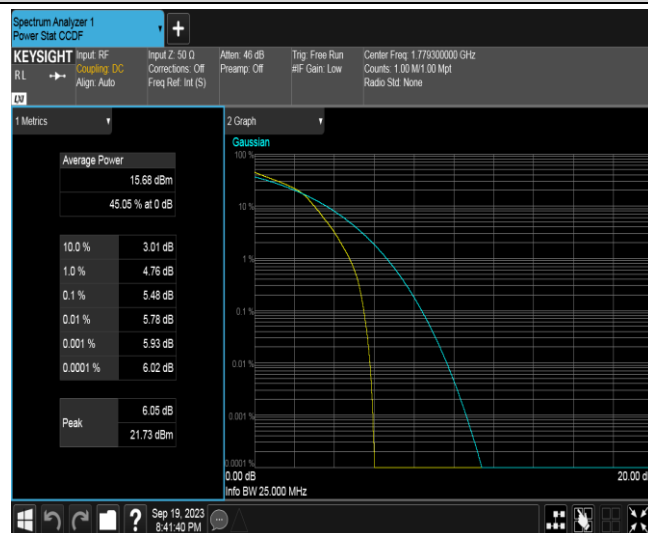 Spectrum Analyzer 1
Power Stat CCDF
KEYSIGHT
Input: RF
Coupling: DC
Align: Auto
RL
Input Z: 50 Ω
Corrections: Off
Freq Ref: Int (S)
Atten: 46 dB
Preamp: Off
Trig: Free Run
#IF Gain: Low
Center Freq: 1.779300000 GHz
Counts: 1.00 M/1.00 Mpt
Radio Std: None
LXI
1 Metrics
Average Power
15.68 dBm
45.05 % at 0 dB
10.0 % 3.01 dB
1.0 % 4.76 dB
0.1 % 5.48 dB
0.01 % 5.78 dB
0.001 % 5.93 dB
0.0001 % 6.02 dB
Peak 6.05 dB
21.73 dBm
2 Graph
Gaussian
100 %
10 %
1 %
0.1 %
0.01 %
0.001 %
0.0001 %
0.00 dB
20.00 d
Info BW 25.000 MHz
?
Sep 19, 2023
8:41:40 PM